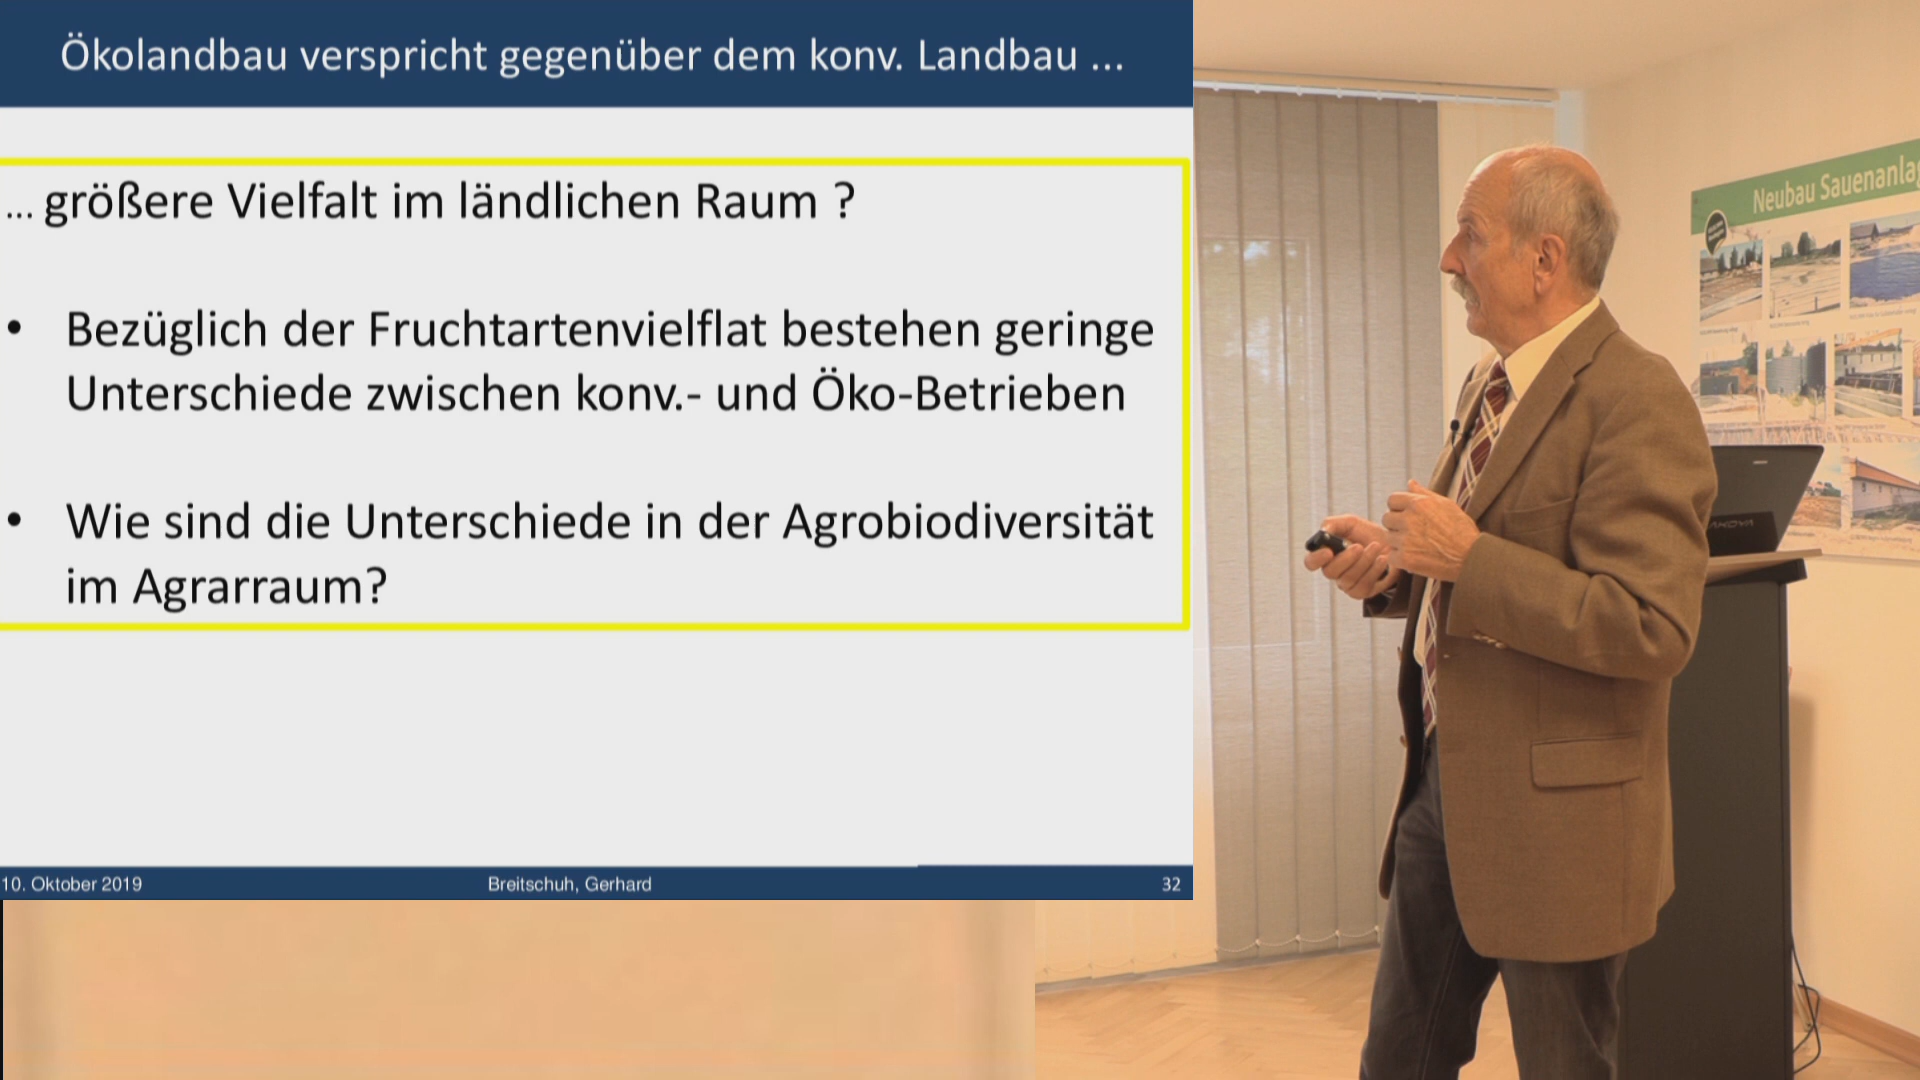 Ökolandbau verspricht gegenüber dem konv. Landbau ...
... größere Vielfalt im ländlichen Raum ?
• Bezüglich der Fruchtartenvielflat bestehen geringe
Unterschiede zwischen konv.- und Öko-Betrieben
• Wie sind die Unterschiede in der Agrobiodiversität
im Agrarraum?
10. Oktober 2019
Breitschuh, Gerhard
32
Neubau Sauenanla